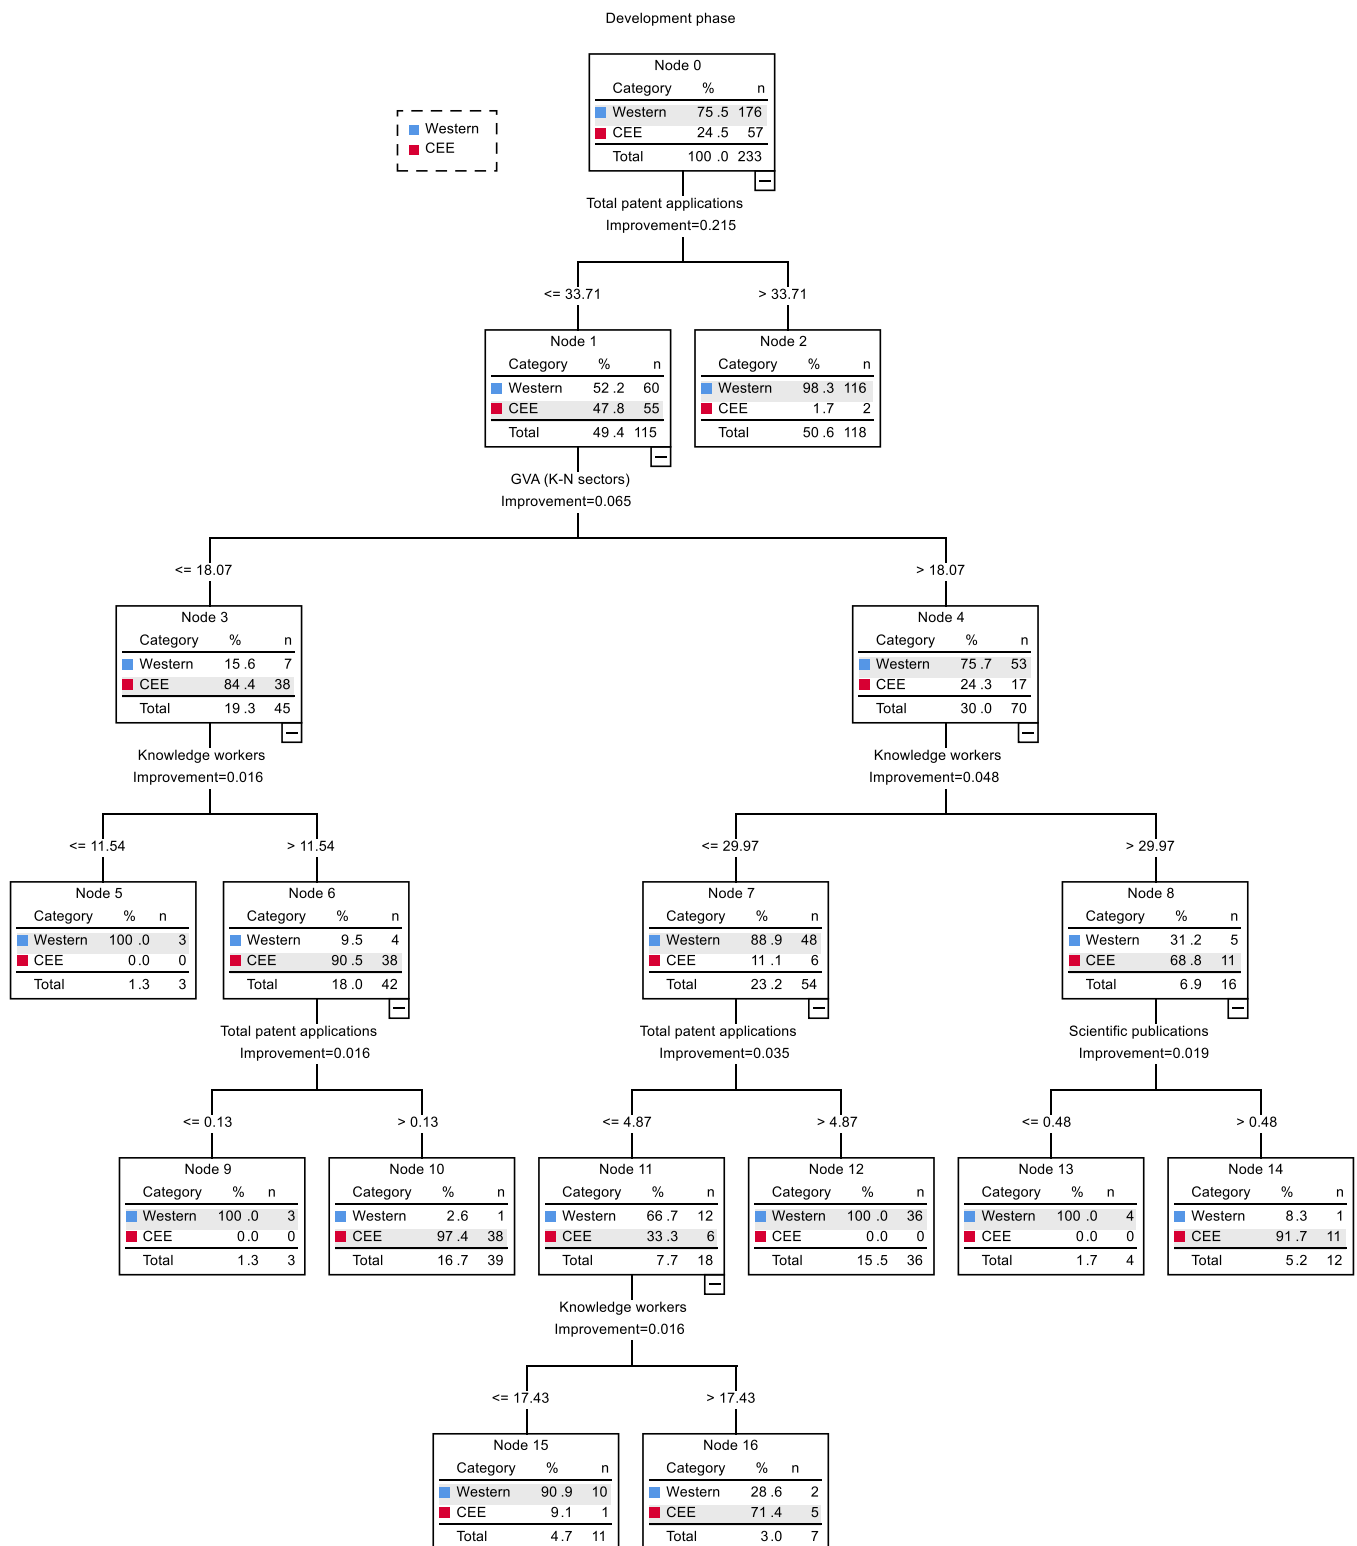 Development phase
Western
CEE
Node 0
Category % n
Western 75.5 176
CEE 24.5 57
Total 100.0 233
Total patent applications
Improvement=0.215
<= 33.71
> 33.71
Node 1
Category % n
Western 52.2 60
CEE 47.8 55
Total 49.4 115
Node 2
Category % n
Western 98.3 116
CEE 1.7 2
Total 50.6 118
GVA (K-N sectors)
Improvement=0.065
<= 18.07
> 18.07
Node 3
Category % n
Western 15.6 7
CEE 84.4 38
Total 19.3 45
Node 4
Category % n
Western 75.7 53
CEE 24.3 17
Total 30.0 70
Knowledge workers
Improvement=0.016
Knowledge workers
Improvement=0.048
<= 11.54
> 11.54
<= 29.97
> 29.97
Node 5
Category % n
Western 100.0 3
CEE 0.0 0
Total 1.3 3
Node 6
Category % n
Western 9.5 4
CEE 90.5 38
Total 18.0 42
Node 7
Category % n
Western 88.9 48
CEE 11.1 6
Total 23.2 54
Node 8
Category % n
Western 31.2 5
CEE 68.8 11
Total 6.9 16
Total patent applications
Improvement=0.016
Total patent applications
Improvement=0.035
Scientific publications
Improvement=0.019
<= 0.13
> 0.13
<= 4.87
> 4.87
<= 0.48
> 0.48
Node 9
Category % n
Western 100.0 3
CEE 0.0 0
Total 1.3 3
Node 10
Category % n
Western 2.6 1
CEE 97.4 38
Total 16.7 39
Node 11
Category % n
Western 66.7 12
CEE 33.3 6
Total 7.7 18
Node 12
Category % n
Western 100.0 36
CEE 0.0 0
Total 15.5 36
Node 13
Category % n
Western 100.0 4
CEE 0.0 0
Total 1.7 4
Node 14
Category % n
Western 8.3 1
CEE 91.7 11
Total 5.2 12
Knowledge workers
Improvement=0.016
<= 17.43
> 17.43
Node 15
Category % n
Western 90.9 10
CEE 9.1 1
Total 4.7 11
Node 16
Category % n
Western 28.6 2
CEE 71.4 5
Total 3.0 7